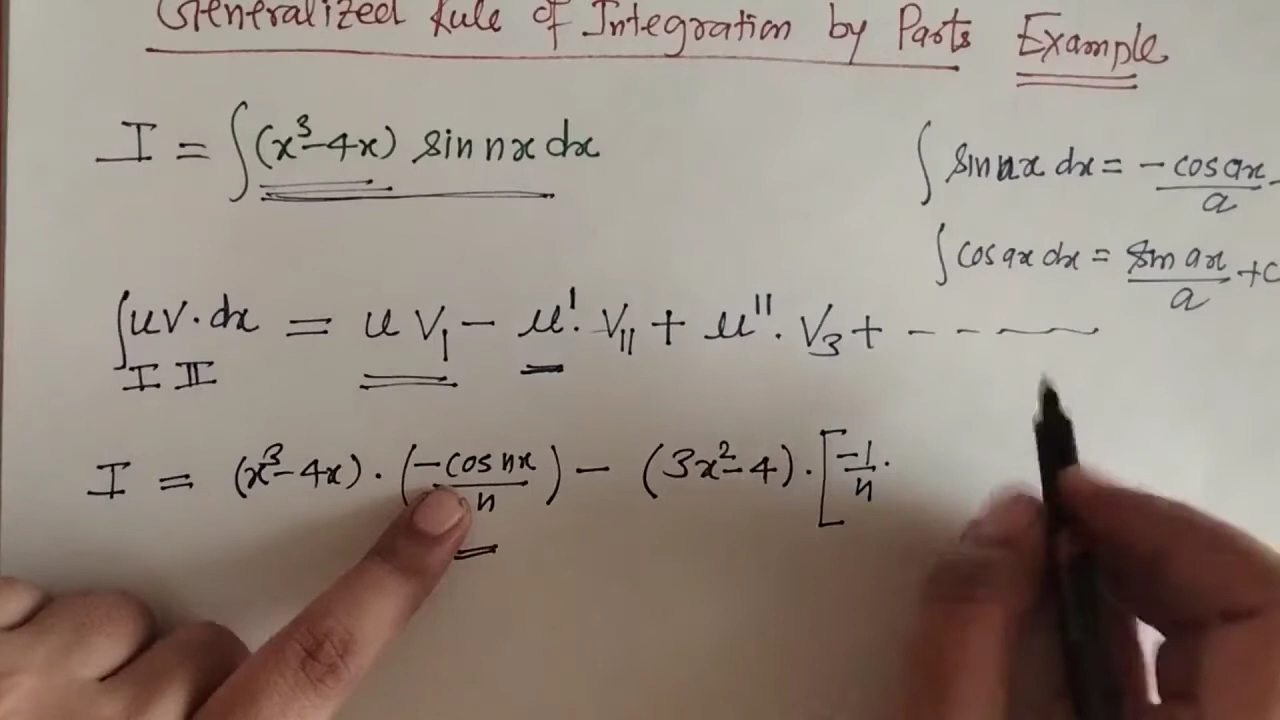 Generalized Rule of Integration by Parts Example
I = ∫(x³-4x) sin nx dx
∫ sin ax dx = -cos ax/a -
∫ cos ax dx = sin ax/a + C
∫ uv·dx = u v₁ - u'· v₁₁ + u''· v₃ + - - - -
I II
I = (x³-4x)·(-cos nx/n) - (3x²-4)·[-1/n·